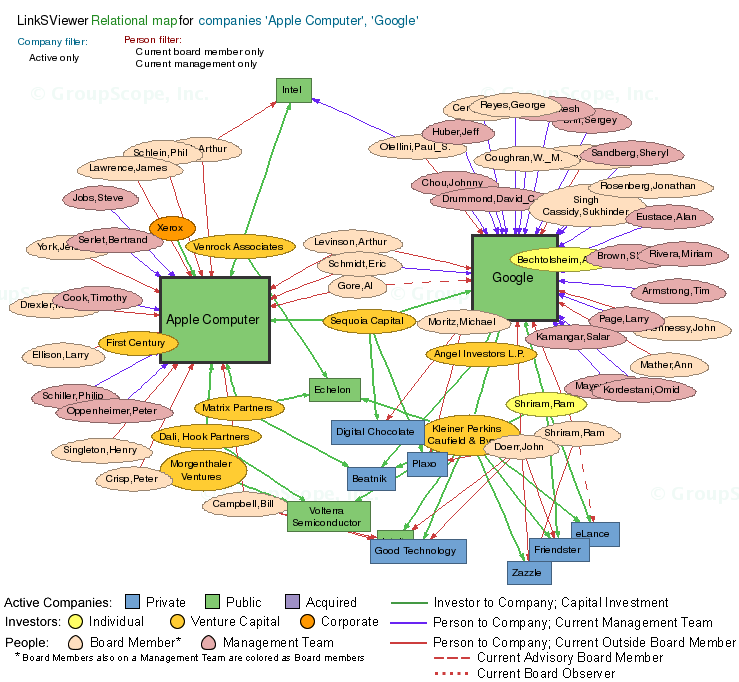 LinkSViewer Relational map for companies 'Apple Computer', 'Google'
Company filter:
Active only
Person filter:
Current board member only
Current management only
© GroupScope, Inc.
Intel
Reyes,George
Huber,Jeff
Otellini,Paul_S.
Sergey
Schlein,Phil
Arthur
Lawrence,James
Coughran,W._M.
Sandberg,Sheryl
Chou,Johnny
Drummond,David_C
Rosenberg,Jonathan
Singh
Cassidy,Sukhinder
Jobs,Steve
Xerox
Serlet,Bertrand
Venrock Associates
Levinson,Arthur
Schmidt,Eric
Gore,Al
Eustace,Alan
Rivera,Miriam
Armstrong,Tim
Google
Cook,Timothy
Apple Computer
Sequoia Capital
Moritz,Michael
Page,Larry
Kamangar,Salar
First Century
Ellison,Larry
Angel Investors L.P.
Mather,Ann
Schiller,Philip
Oppenheimer,Peter
Echelon
Kordestani,Omid
Matrix Partners
Shriram,Ram
Digital Chocolate
Kleiner Perkins
Caufield &
Dali, Hook Partners
Shriram,Ram
Doerr,John
Singleton,Henry
Morgenthaler
Ventures
Plaxo
Beatnik
Crisp,Peter
Campbell,Bill
Volterra
Semiconductor
Good Technology
eLance
Friendster
Zazzle
Active Companies: Private Public Acquired
Investors: Individual Venture Capital Corporate
People: Board Member* Management Team
* Board Members also on a Management Team are colored as Board members
Investor to Company; Capital Investment
Person to Company; Current Management Team
Person to Company; Current Outside Board Member
Current Advisory Board Member
Current Board Observer